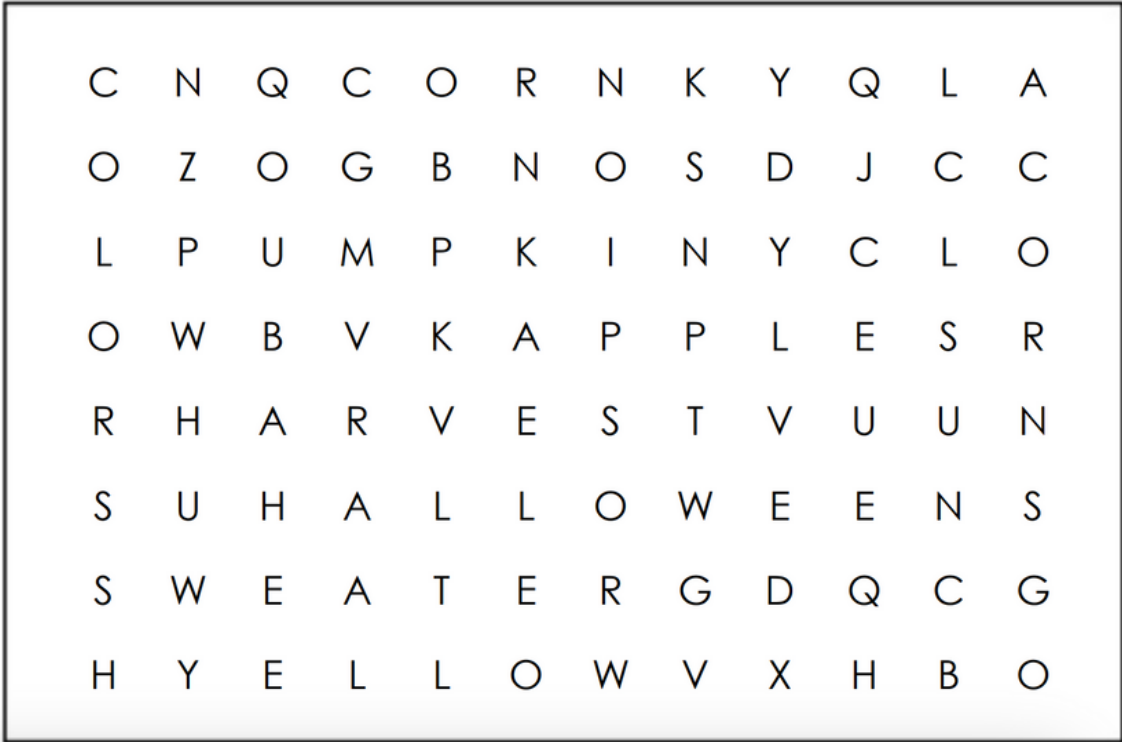 C N Q C O R N K Y Q L A
O Z O G B N O S D J C C
L P U M P K I N Y C L O
O W B V K A P P L E S R
R H A R V E S T V U U N
S U H A L L O W E E N S
S W E A T E R G D Q C G
H Y E L L O W V X H B O